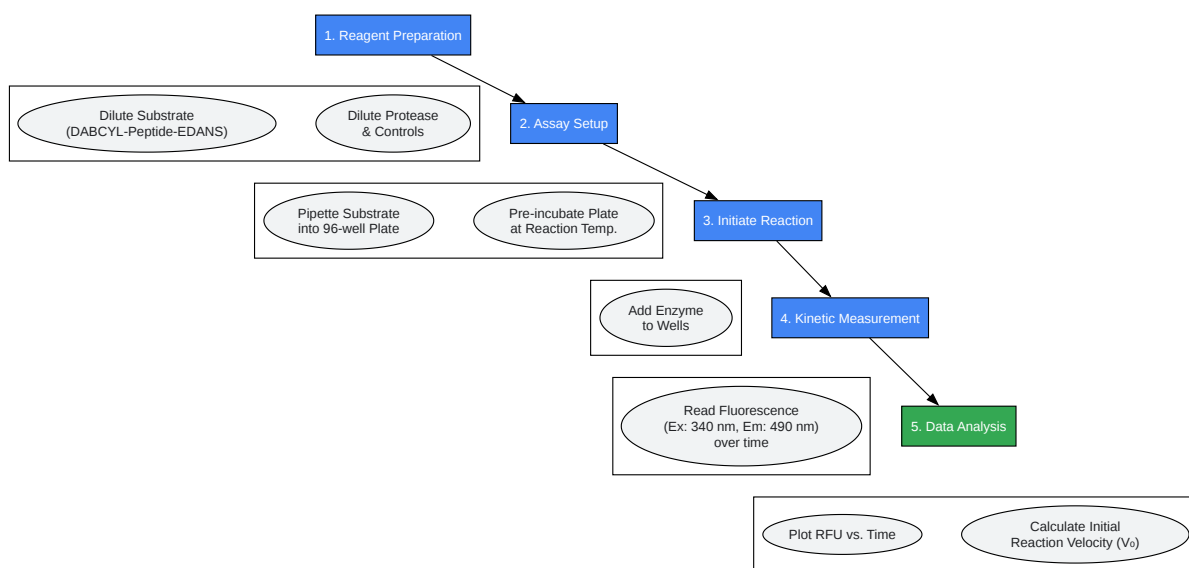 1. Reagent Preparation
Dilute Substrate
(DABCYL-Peptide-EDANS)
Dilute Protease
& Controls
2. Assay Setup
Pipette Substrate
into 96-well Plate
Pre-incubate Plate
at Reaction Temp.
3. Initiate Reaction
Add Enzyme
to Wells
4. Kinetic Measurement
Read Fluorescence
(Ex: 340 nm, Em: 490 nm)
over time
5. Data Analysis
Plot RFU vs. Time
Calculate Initial
Reaction Velocity (V₀)